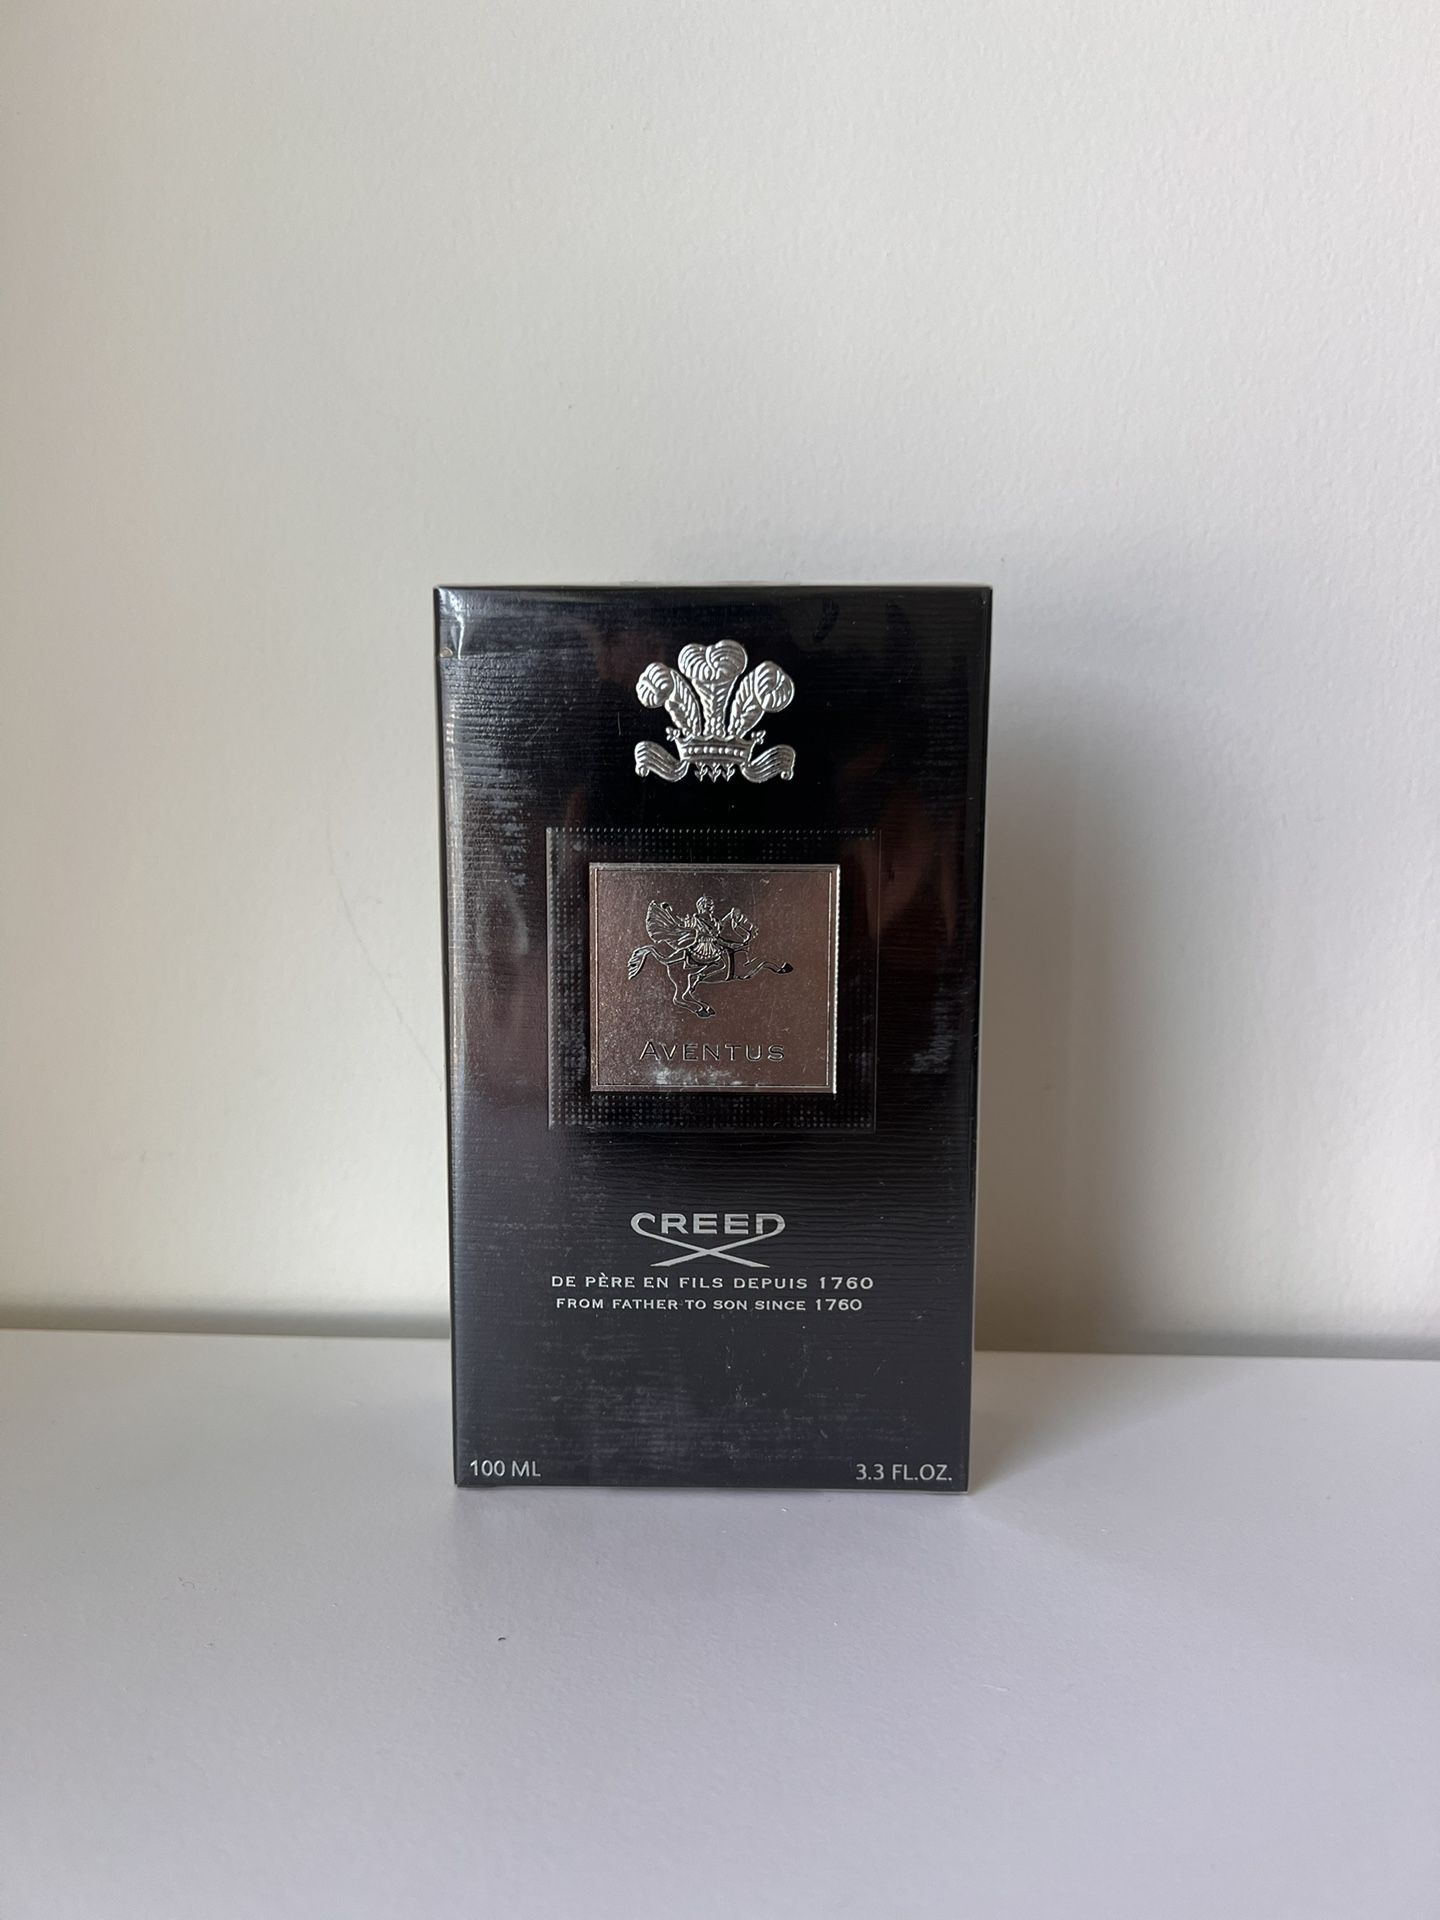 AVENTUS
CREED
DE PÈRE EN FILS DEPUIS 1760
FROM FATHER TO SON SINCE 1760
100 ML
3.3 FL.OZ.